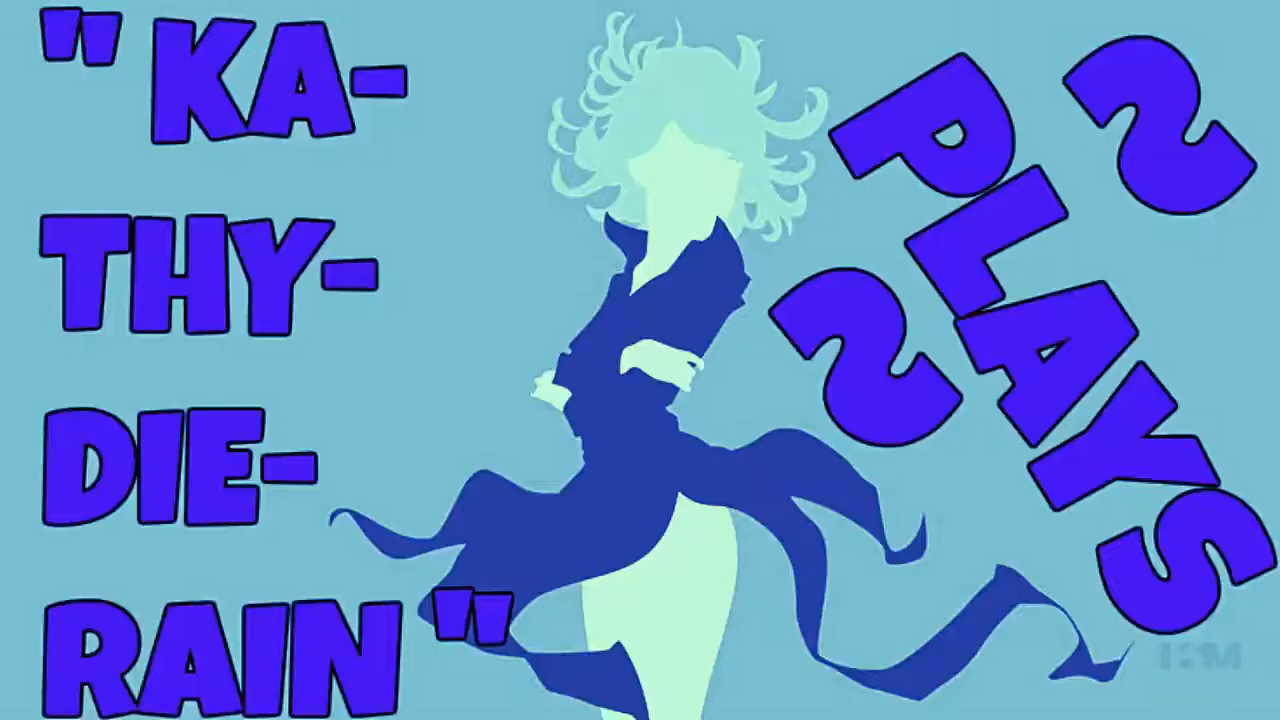 "KA-
THY-
DIE-
RAIN"
2
PLAYS
2